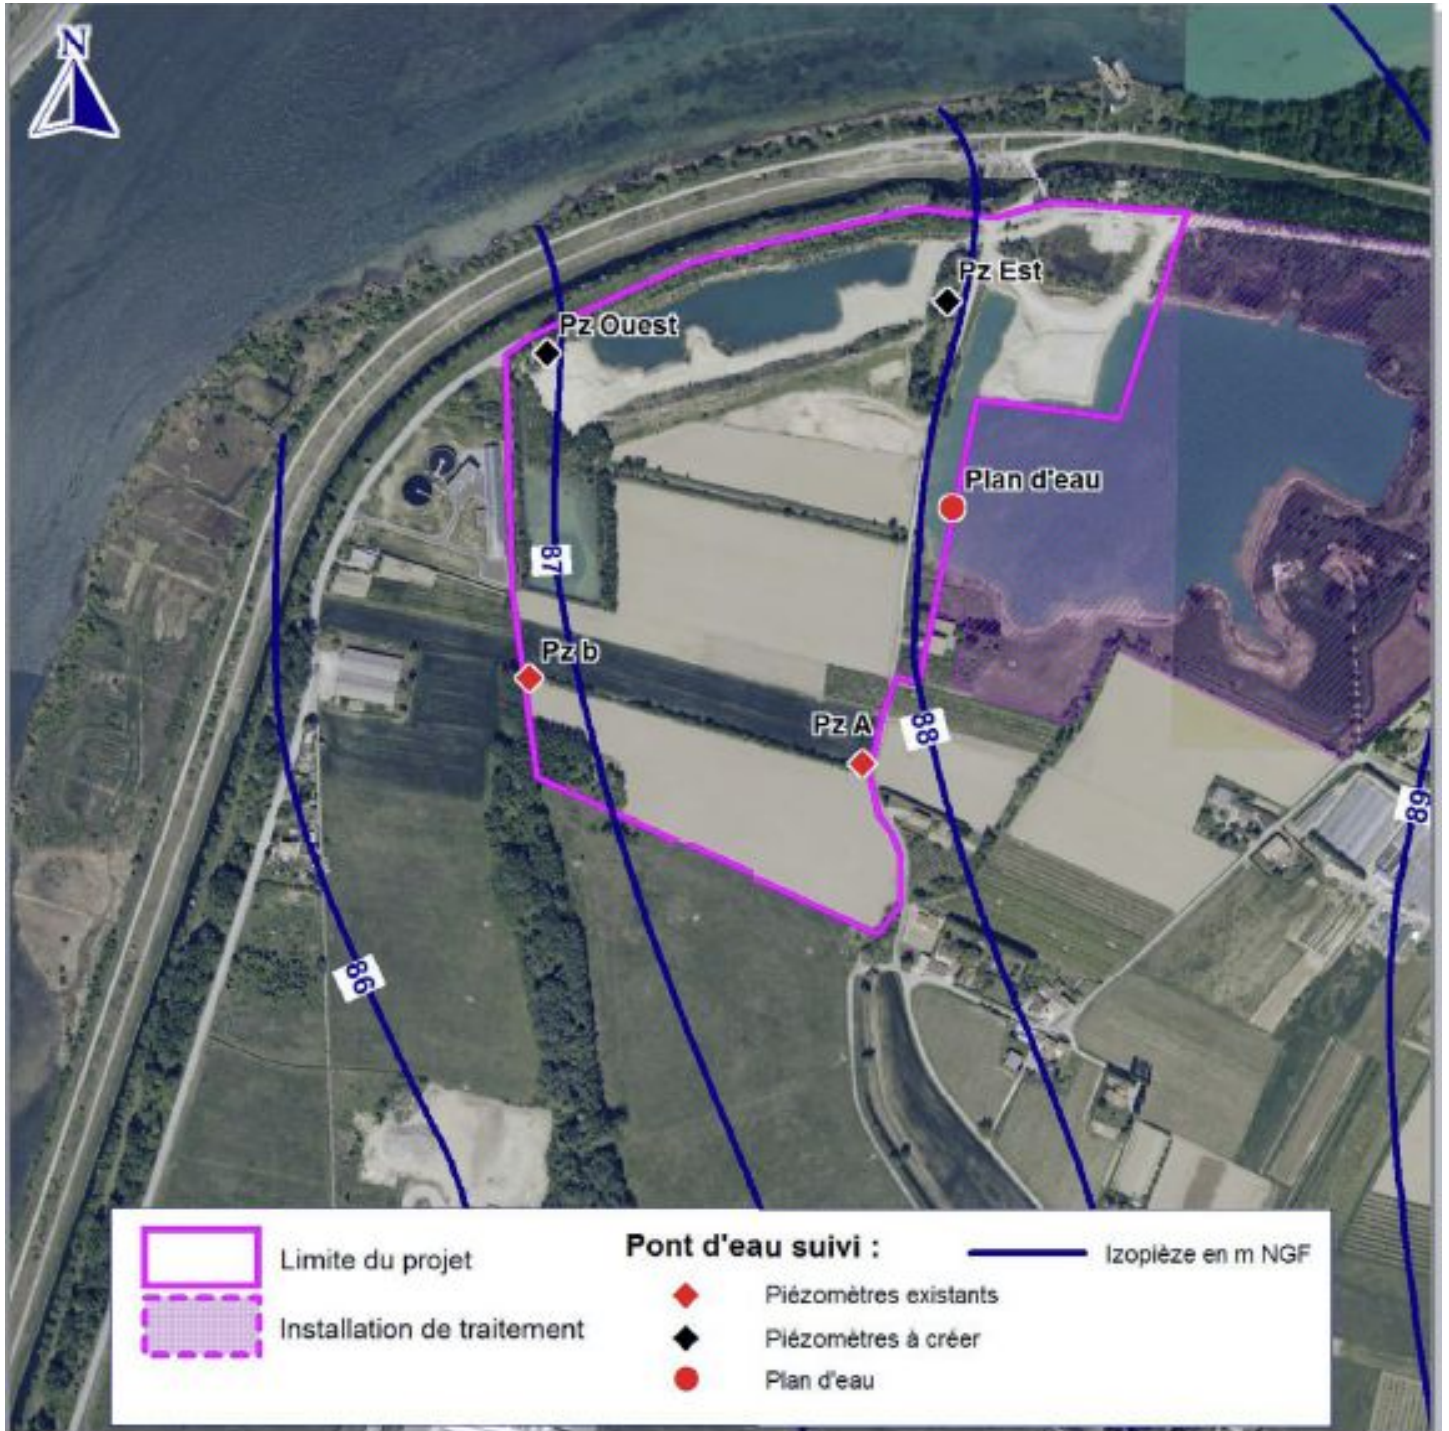 N
Pz Est
Pz Ouest
Plan d'eau
87
Pz b
Pz A
88
89
86
Limite du projet
Installation de traitement
Pont d'eau suivi :
Piézomètres existants
Piézomètres à créer
Plan d'eau
Izopièze en m NGF